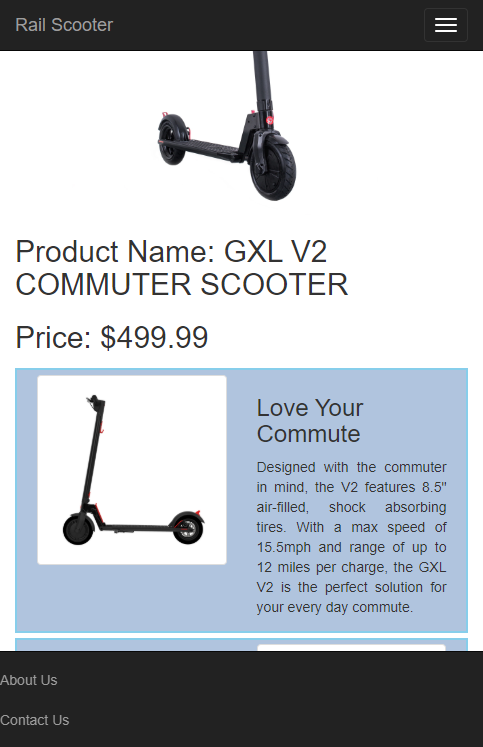 Rail Scooter
Product Name: GXL V2
COMMUTER SCOOTER
Price: $499.99
Love Your
Commute
Designed with the commuter
in mind, the V2 features 8.5"
air-filled, shock absorbing
tires. With a max speed of
15.5mph and range of up to
12 miles per charge, the GXL
V2 is the perfect solution for
your every day commute.
About Us
Contact Us